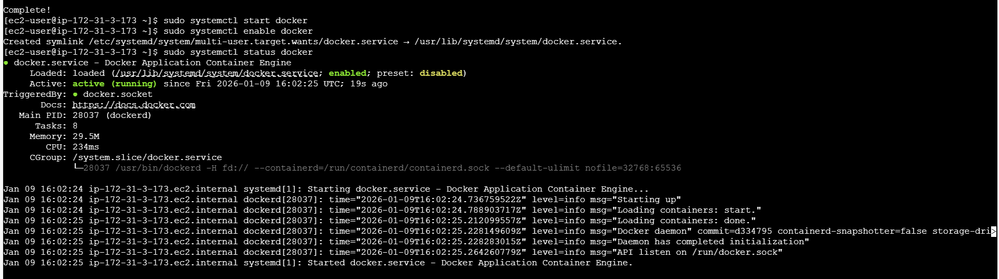 Complete!
[ec2-user@ip-172-31-3-173 ~]$ sudo systemctl start docker
[ec2-user@ip-172-31-3-173 ~]$ sudo systemctl enable docker
Created symlink /etc/systemd/system/multi-user.target.wants/docker.service → /usr/lib/systemd/system/docker.service.
[ec2-user@ip-172-31-3-173 ~]$ sudo systemctl status docker
● docker.service - Docker Application Container Engine
     Loaded: loaded (/usr/lib/systemd/system/docker.service; enabled; preset: disabled)
     Active: active (running) since Fri 2026-01-09 16:02:25 UTC; 19s ago
TriggeredBy: ● docker.socket
       Docs: https://docs.docker.com
   Main PID: 28037 (dockerd)
      Tasks: 8
     Memory: 29.5M
        CPU: 234ms
     CGroup: /system.slice/docker.service
             └─28037 /usr/bin/dockerd -H fd:// --containerd=/run/containerd/containerd.sock --default-ulimit nofile=32768:65536
Jan 09 16:02:24 ip-172-31-3-173.ec2.internal systemd[1]: Starting docker.service - Docker Application Container Engine...
Jan 09 16:02:24 ip-172-31-3-173.ec2.internal dockerd[28037]: time="2026-01-09T16:02:24.736759522Z" level=info msg="Starting up"
Jan 09 16:02:24 ip-172-31-3-173.ec2.internal dockerd[28037]: time="2026-01-09T16:02:24.788903717Z" level=info msg="Loading containers: start."
Jan 09 16:02:25 ip-172-31-3-173.ec2.internal dockerd[28037]: time="2026-01-09T16:02:25.212099557Z" level=info msg="Loading containers: done."
Jan 09 16:02:25 ip-172-31-3-173.ec2.internal dockerd[28037]: time="2026-01-09T16:02:25.228149609Z" level=info msg="Docker daemon" commit=d334795 containerd-snapshotter=false storage-dri>
Jan 09 16:02:25 ip-172-31-3-173.ec2.internal dockerd[28037]: time="2026-01-09T16:02:25.228283015Z" level=info msg="Daemon has completed initialization"
Jan 09 16:02:25 ip-172-31-3-173.ec2.internal dockerd[28037]: time="2026-01-09T16:02:25.264260779Z" level=info msg="API listen on /run/docker.sock"
Jan 09 16:02:25 ip-172-31-3-173.ec2.internal systemd[1]: Started docker.service - Docker Application Container Engine.